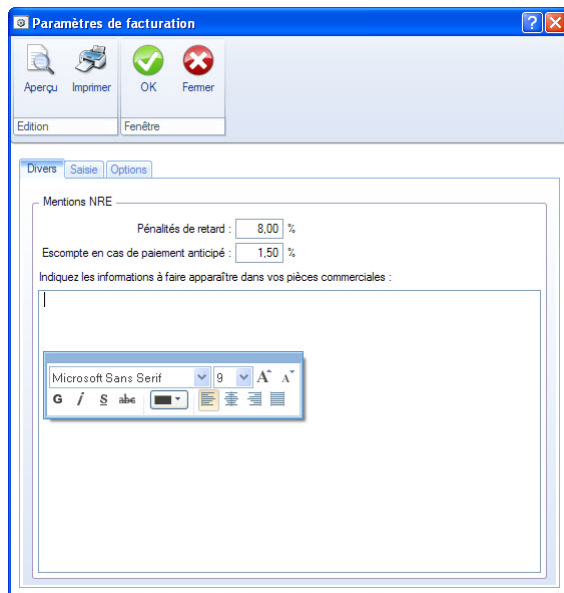 Paramètres de facturation
Aperçu Imprimer OK Fermer
Edition Fenêtre
Divers Saisie Options
Mentions NRE
Pénalités de retard : 8,00 %
Escompte en cas de paiement anticipé : 1,50 %
Indiquez les informations à faire apparaître dans vos pièces commerciales :
Microsoft Sans Serif 9 A A
G i S abc